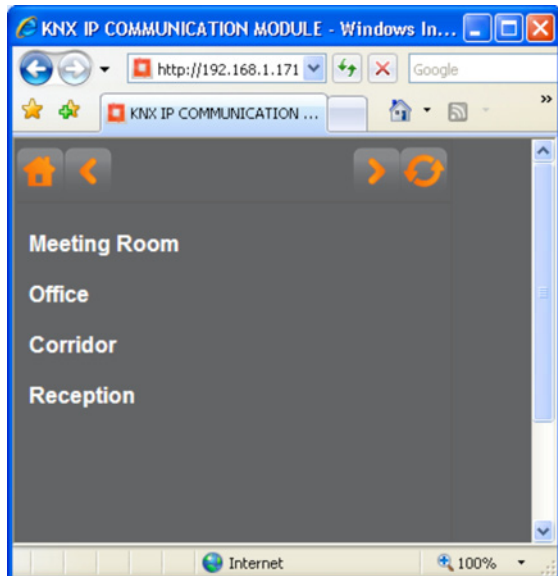 KNX IP COMMUNICATION MODULE - Windows In...
http://192.168.1.171
Google
KNX IP COMMUNICATION ...
»
Meeting Room
Office
Corridor
Reception
Internet
100%